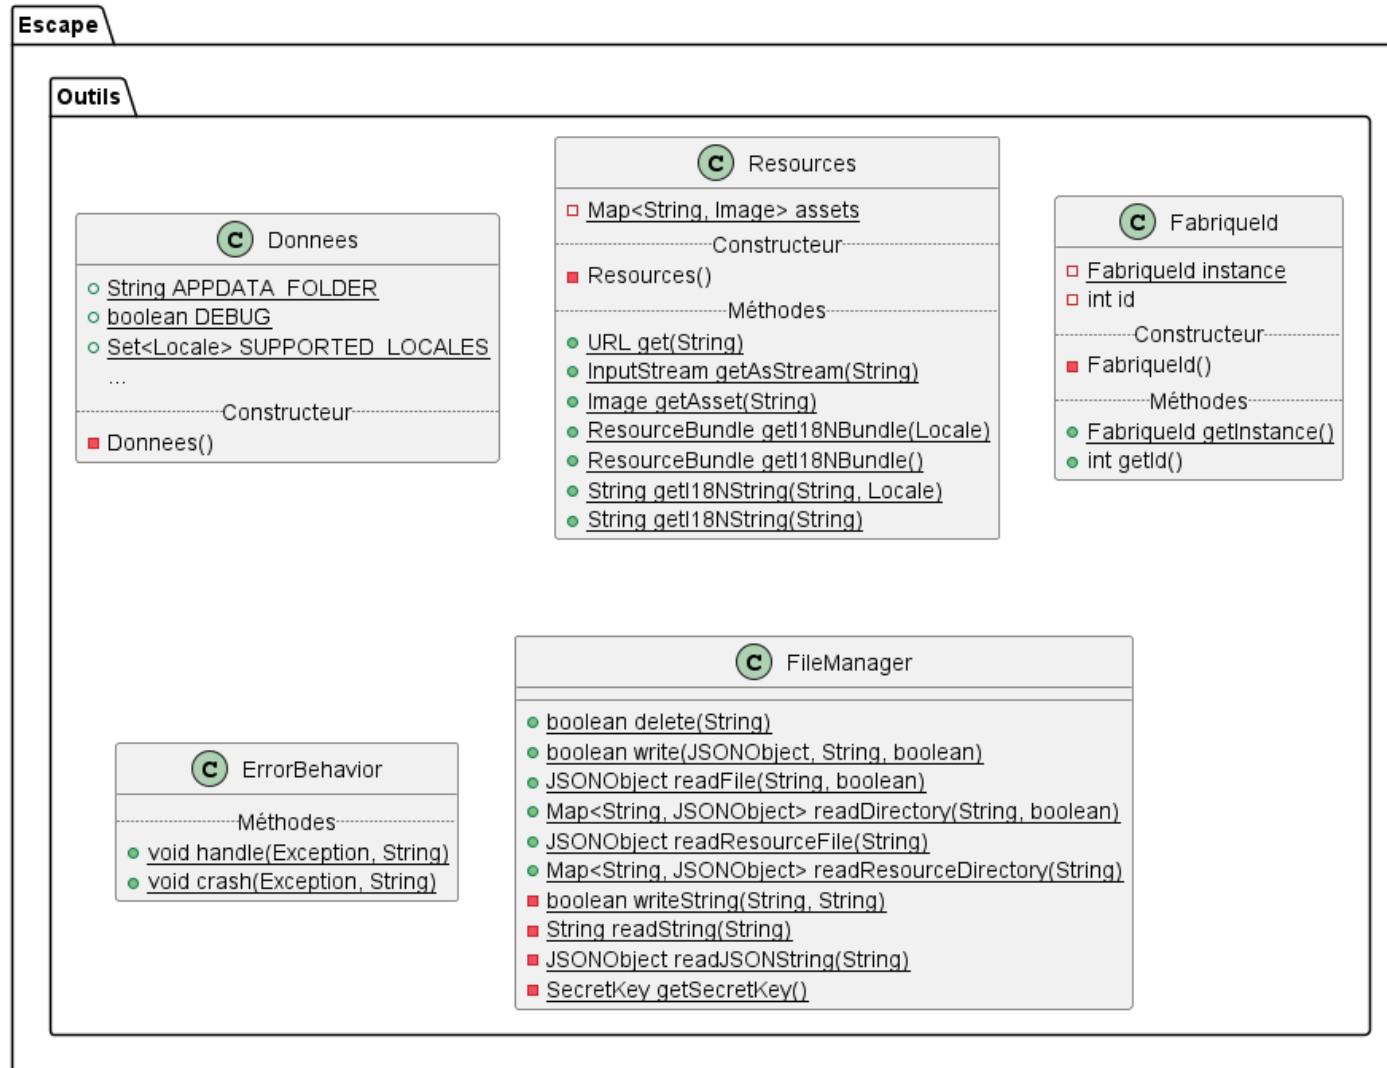 Escape
Outils
C Donnees
String APPDATA_FOLDER
boolean DEBUG
Set<Locale> SUPPORTED_LOCALES
...
Constructeur
Donnees()
C Resources
Map<String, Image> assets
Constructeur
Resources()
Méthodes
URL get(String)
InputStream getAsStream(String)
Image getAsset(String)
ResourceBundle getI18NBundle(Locale)
ResourceBundle getI18NBundle()
String getI18NString(String, Locale)
String getI18NString(String)
C FabriqueId
FabriqueId instance
int id
Constructeur
FabriqueId()
Méthodes
FabriqueId getInstance()
int getId()
C ErrorBehavior
Méthodes
void handle(Exception, String)
void crash(Exception, String)
C FileManager
boolean delete(String)
boolean write(JSONObject, String, boolean)
JSONObject readFile(String, boolean)
Map<String, JSONObject> readDirectory(String, boolean)
JSONObject readResourceFile(String)
Map<String, JSONObject> readResourceDirectory(String)
boolean writeString(String, String)
String readString(String)
JSONObject readJSONString(String)
SecretKey getSecretKey()